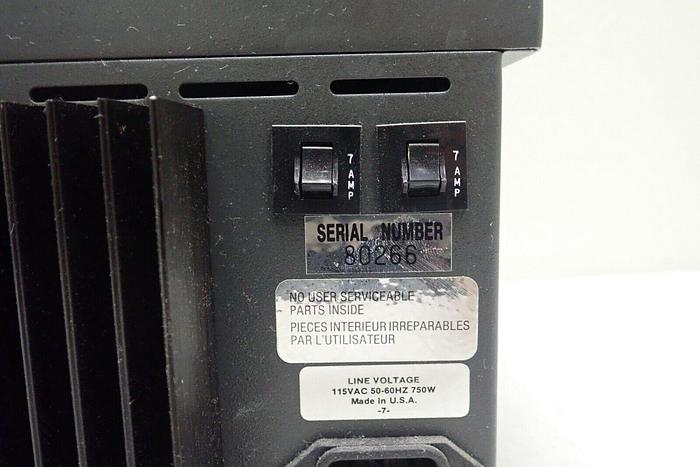 7 AMP
7 AMP
SERIAL NUMBER
80266
NO USER SERVICEABLE
PARTS INSIDE
PIECES INTERIEUR IRREPARABLES
PAR L'UTILISATEUR
LINE VOLTAGE
115VAC 50-60HZ 750W
Made in U.S.A.
-7-